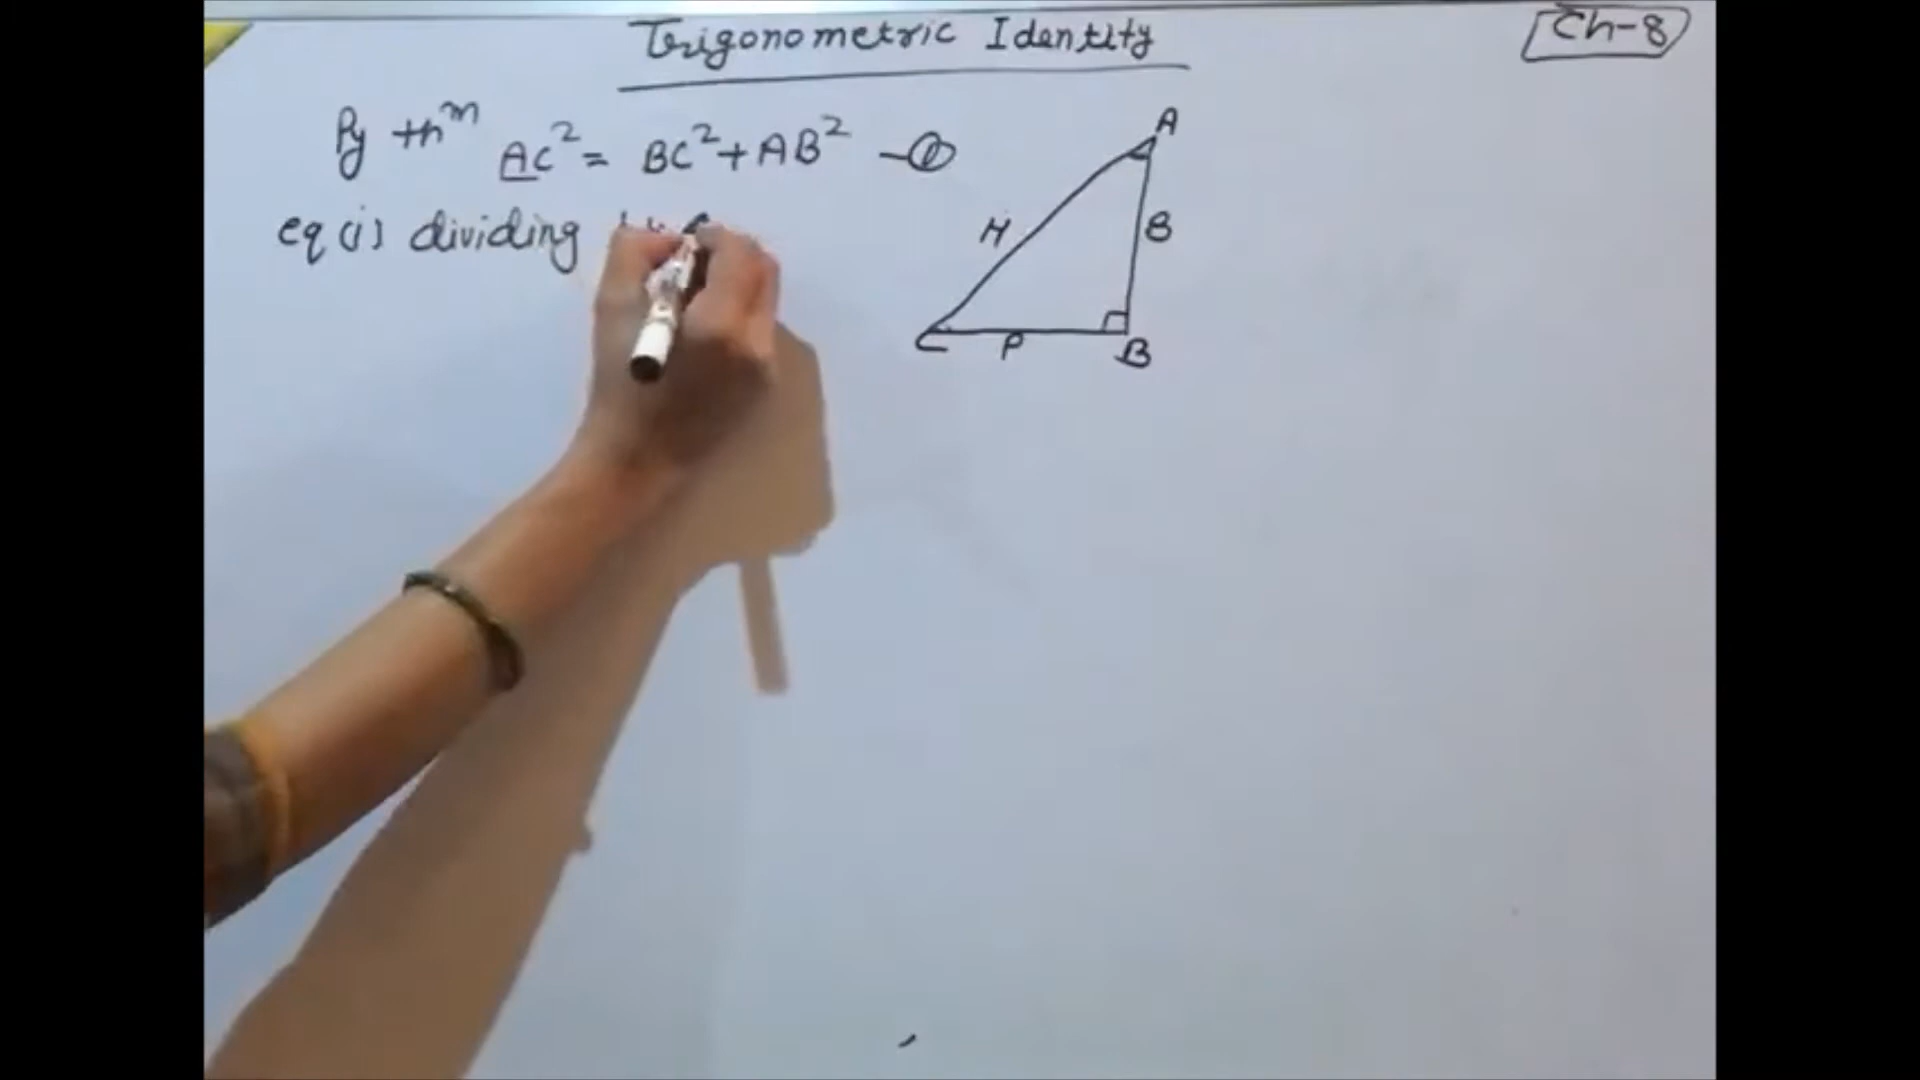 Trigonometric Identity
Ch-8
Py thᵐ AC² = BC² + AB² -①
eq (i) dividing
A
H
B
C
P
B